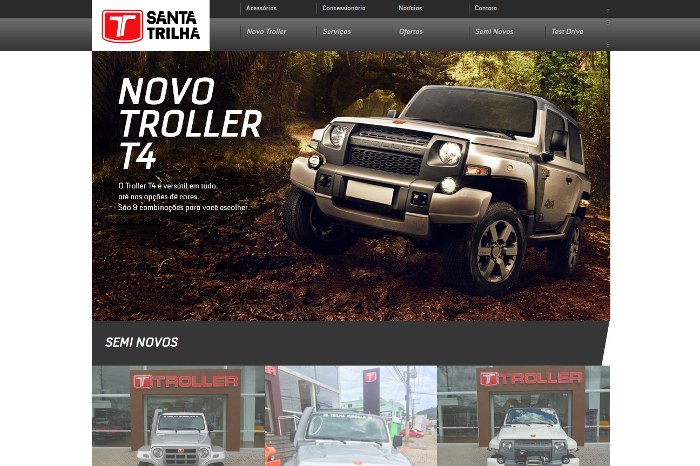 SANTA
TRILHA
Acessórios
Concessionária
Notícias
Contato
Novo Troller
Serviços
Ofertas
Semi Novos
Test Drive
NOVO
TROLLER
T4
O Troller T4 é versátil em tudo,
até nas opções de cores.
São 9 combinações para você escolher.
SEMI NOVOS
TROLLER
TROLLER